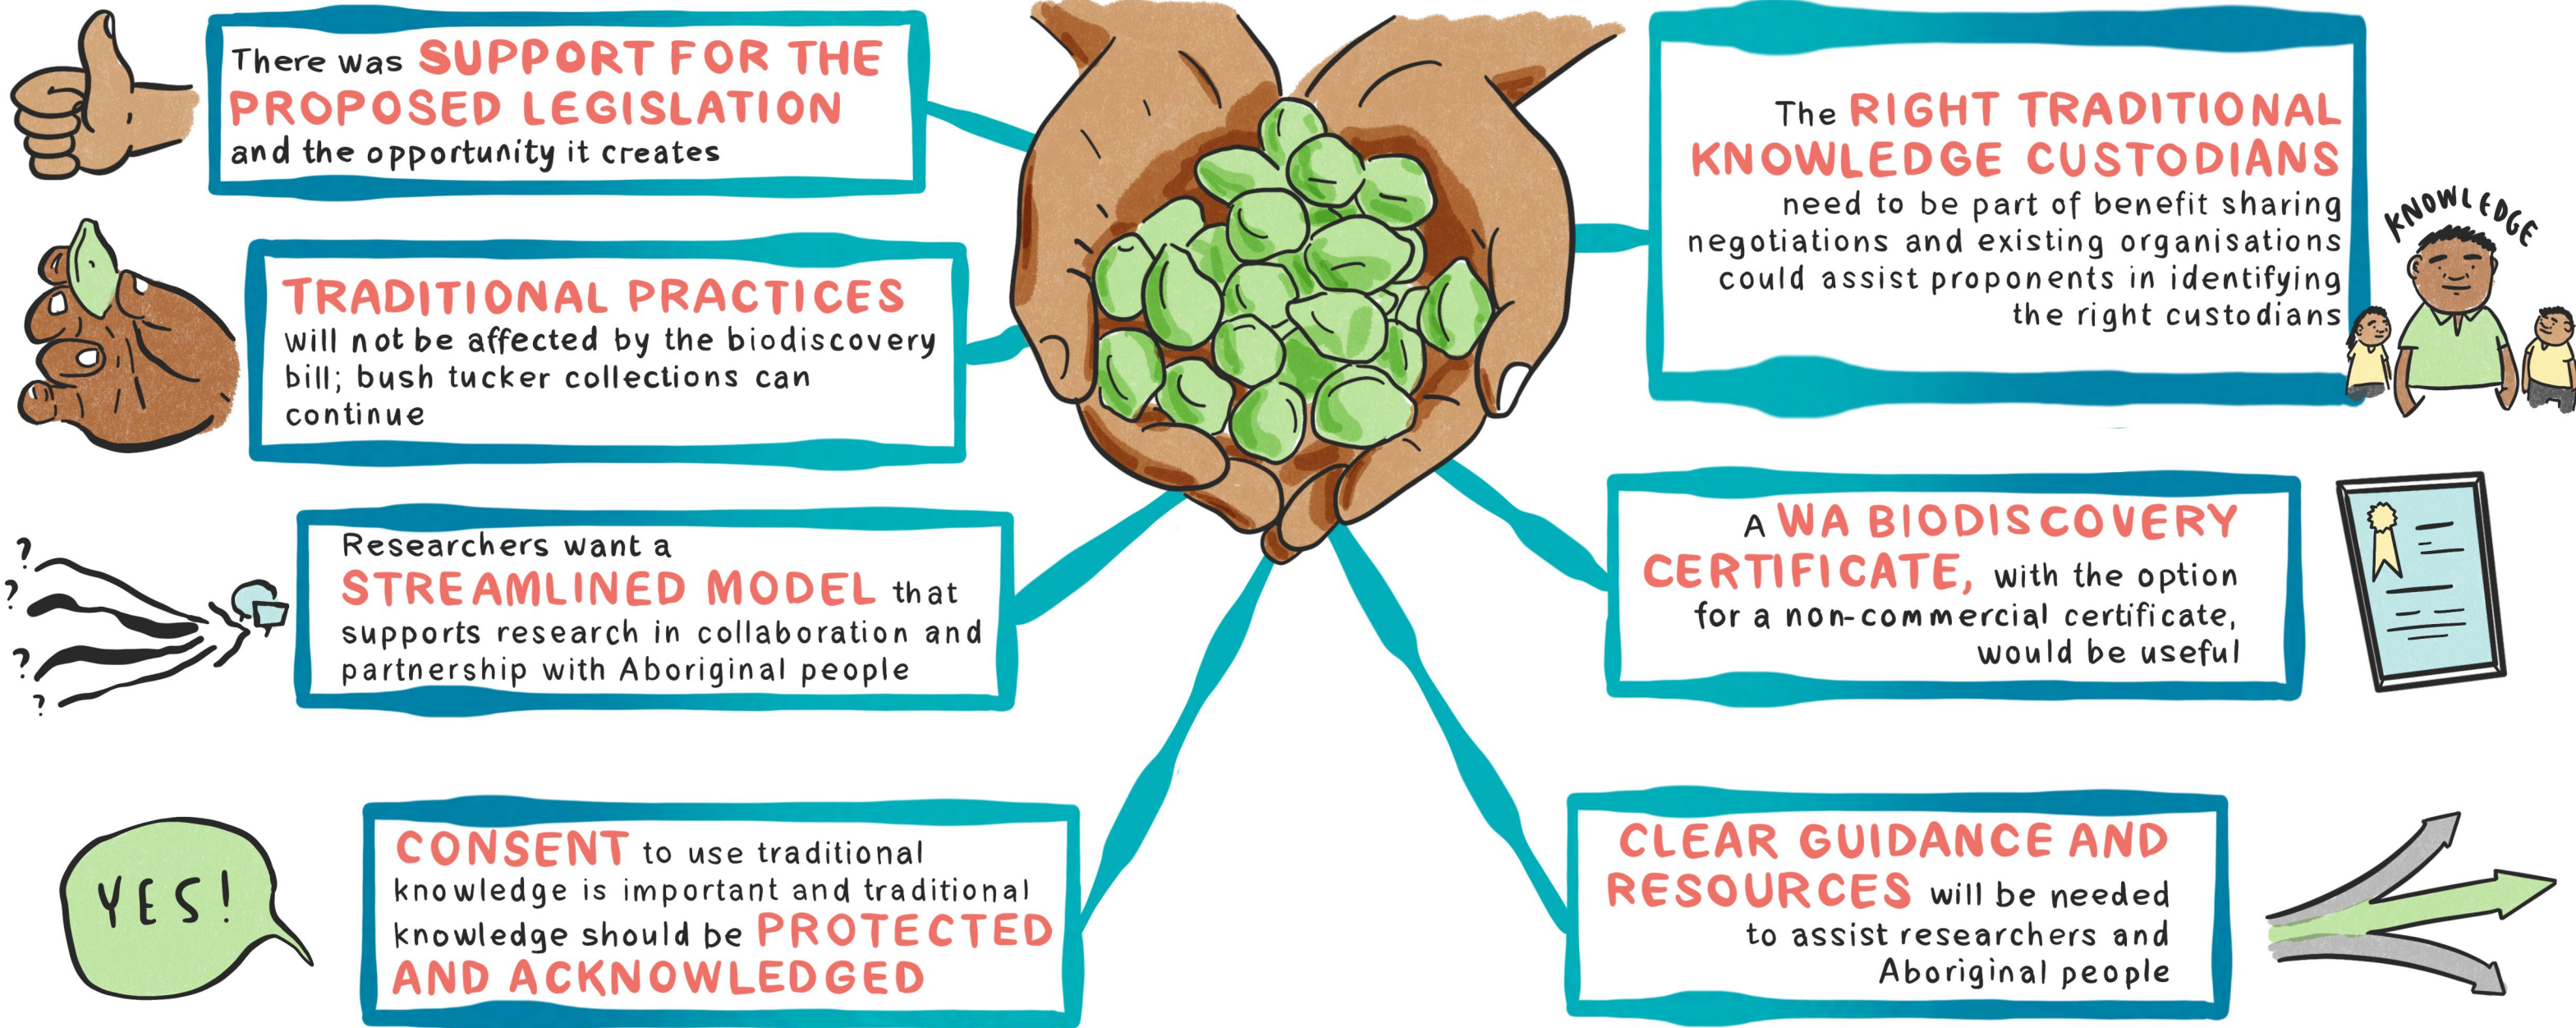 There was SUPPORT FOR THE
PROPOSED LEGISLATION
and the opportunity it creates
TRADITIONAL PRACTICES
will not be affected by the biodiscovery
bill; bush tucker collections can
continue
?
?
?
?
Researchers want a
STREAMLINED MODEL that
supports research in collaboration and
partnership with Aboriginal people
YES!
CONSENT to use traditional
knowledge is important and traditional
knowledge should be PROTECTED
AND ACKNOWLEDGED
The RIGHT TRADITIONAL
KNOWLEDGE CUSTODIANS
need to be part of benefit sharing
negotiations and existing organisations
could assist proponents in identifying
the right custodians
KNOWLEDGE
A WA BIODISCOVERY
CERTIFICATE, with the option
for a non-commercial certificate,
would be useful
CLEAR GUIDANCE AND
RESOURCES will be needed
to assist researchers and
Aboriginal people